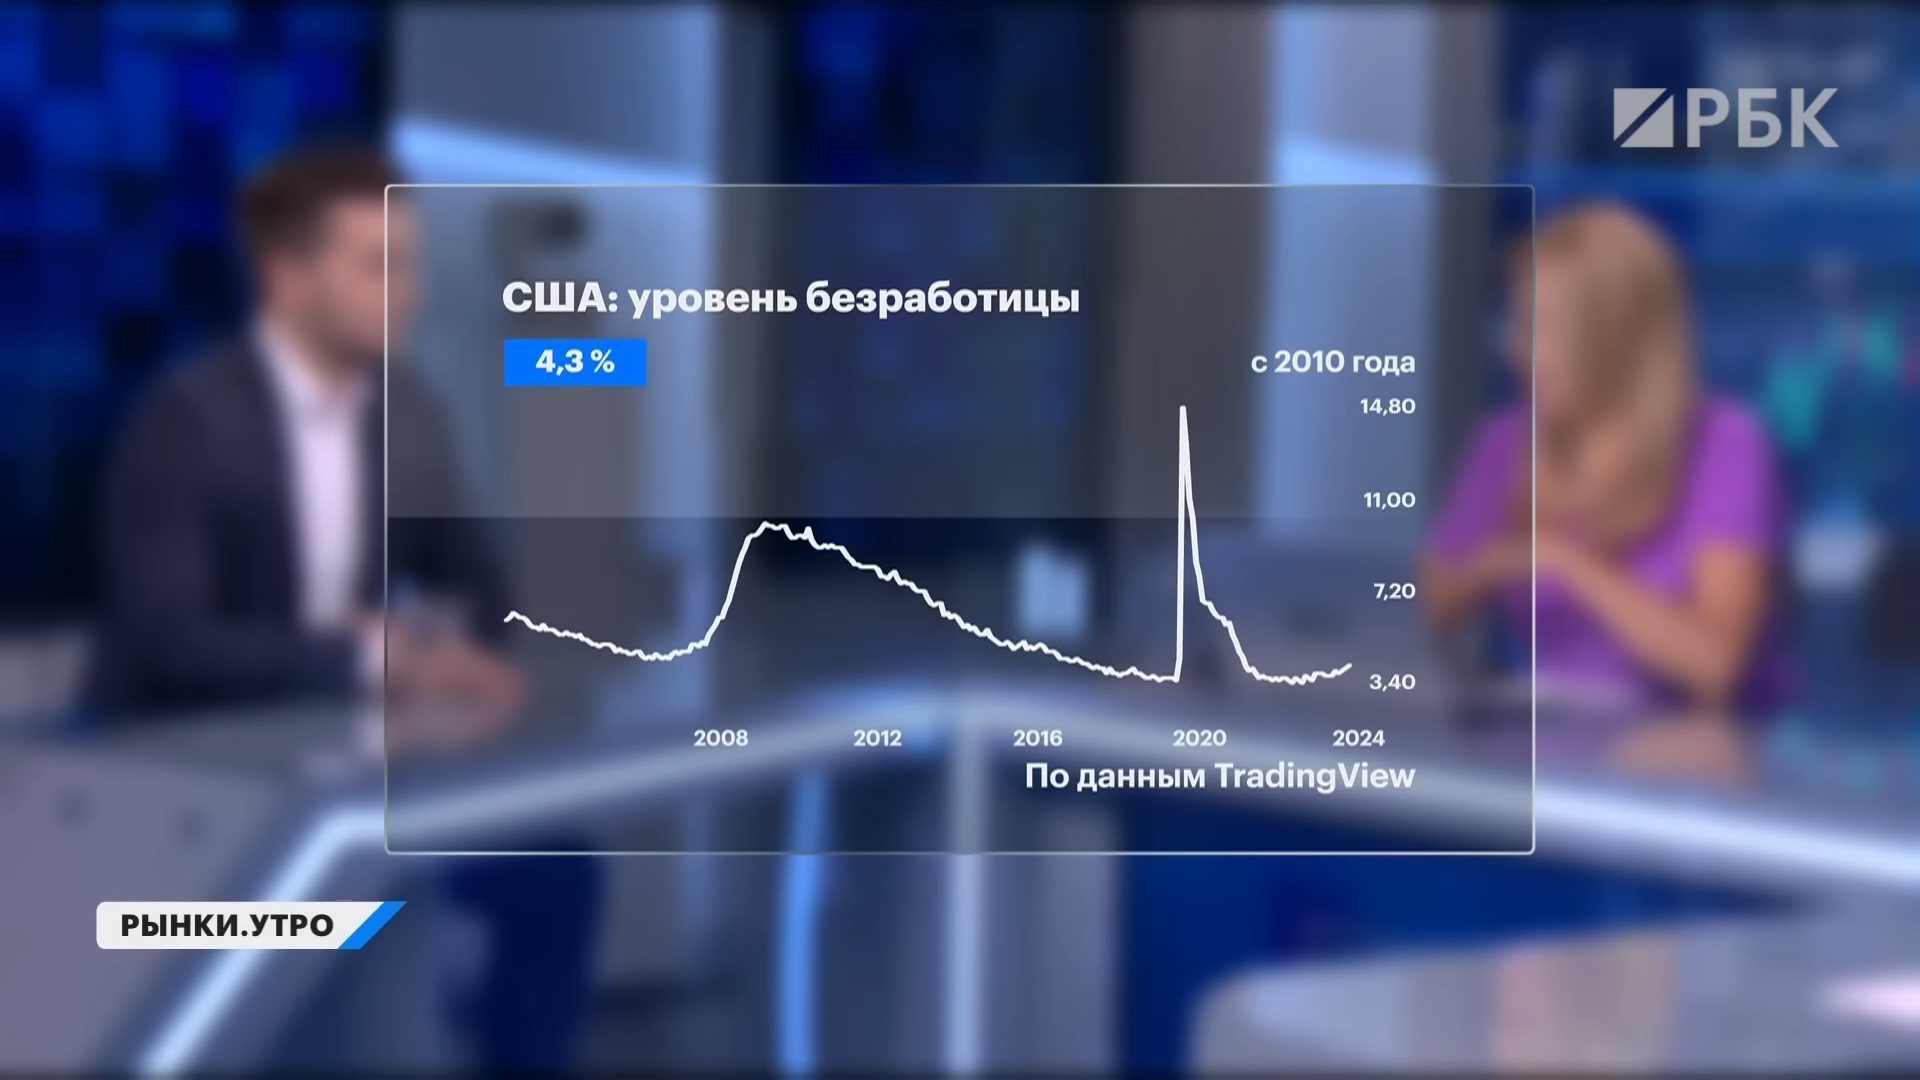 РБК
США: уровень безработицы
4,3 %
с 2010 года
14,80
11,00
7,20
3,40
2008 2012 2016 2020 2024
По данным TradingView
РЫНКИ.УТРО